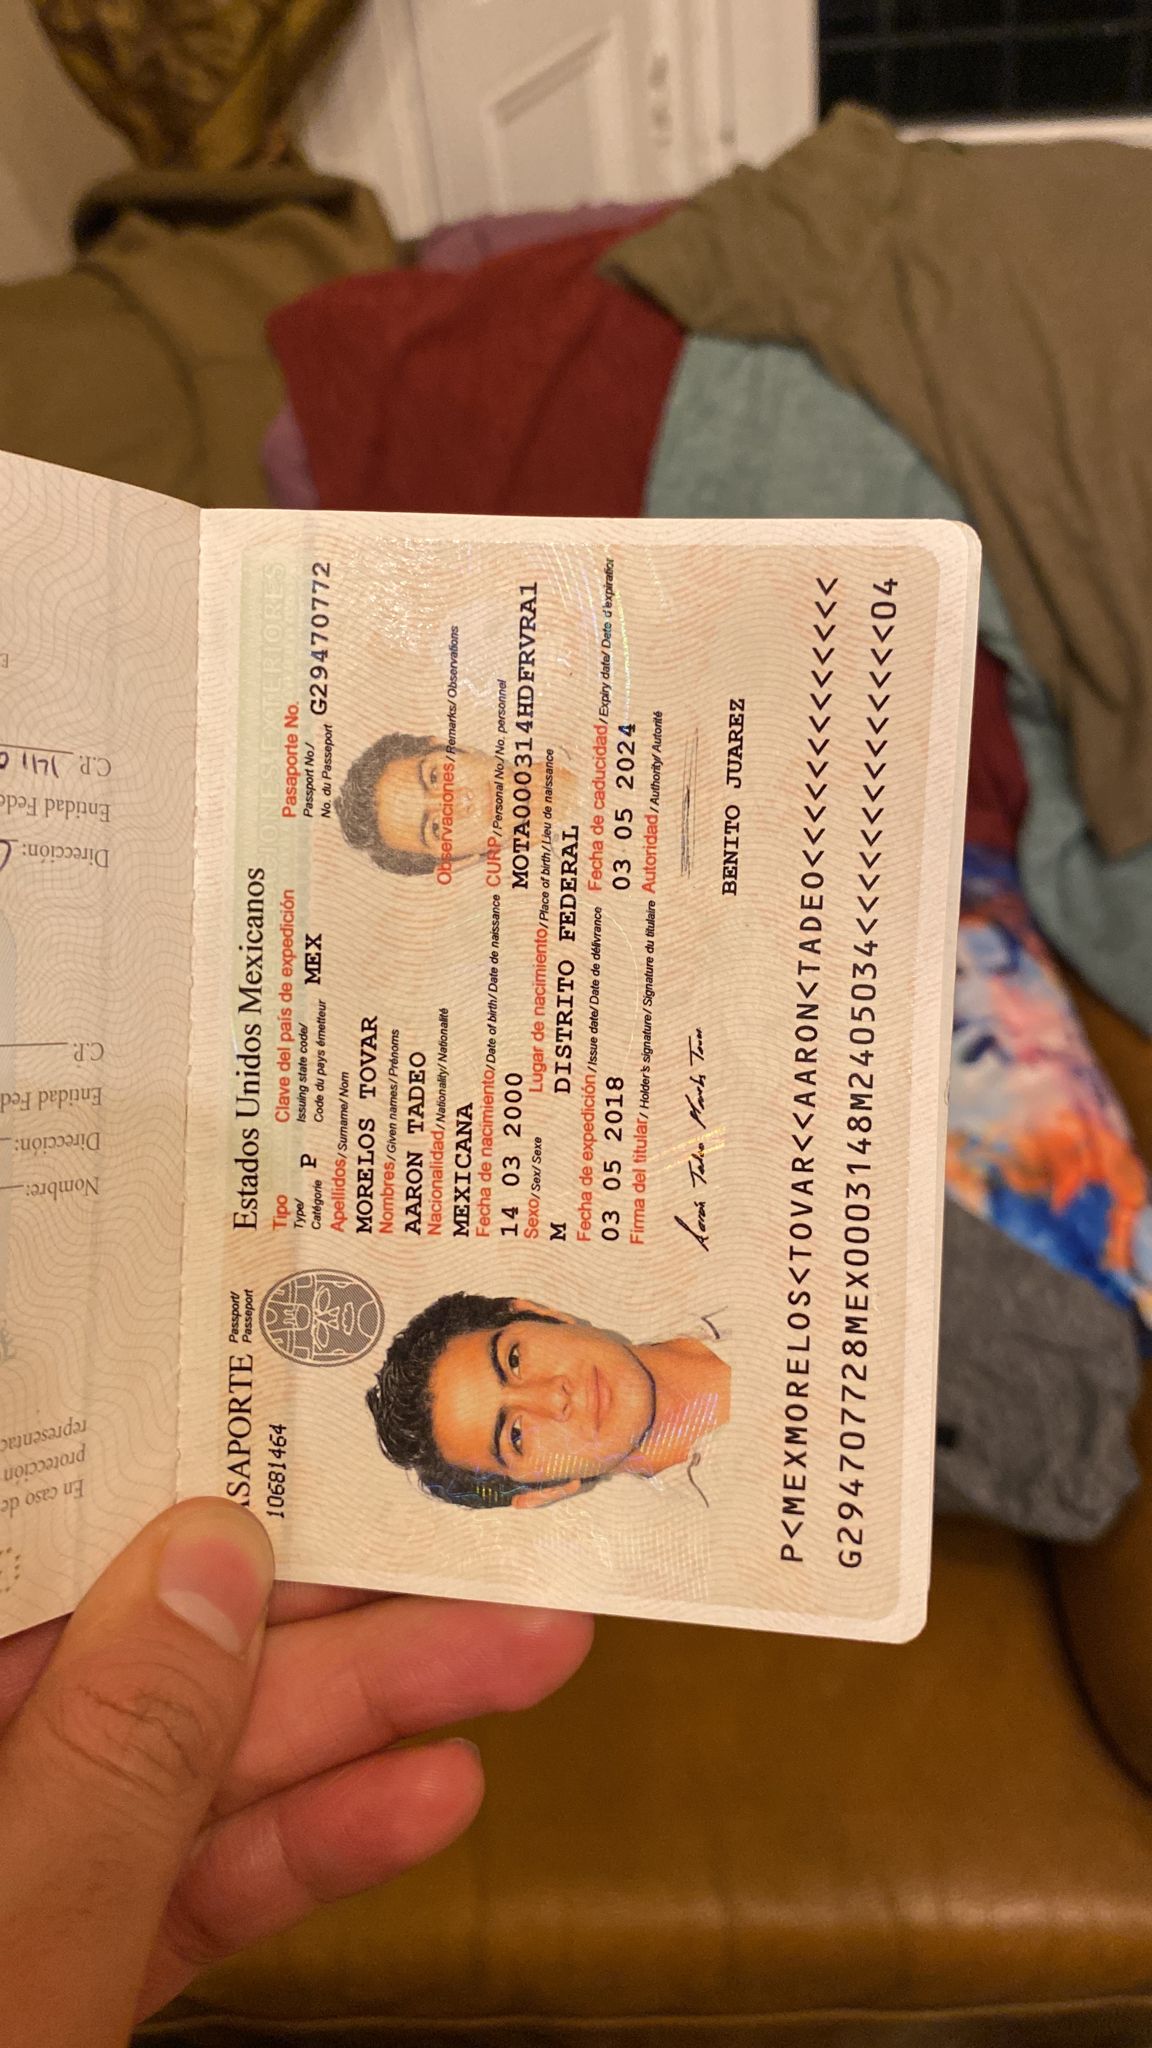 PASAPORTE Passport/ Passeport
10681464
Estados Unidos Mexicanos
Tipo Clave del país de expedición Pasaporte No.
Type/ Issuing state code/ Passport No./
Catégorie P Code du pays émetteur MEX No. du Passeport G29470772
Apellidos/Surname/Nom
MORELOS TOVAR
Nombres/Given names/Prénoms
AARON TADEO
Nacionalidad/Nationality/Nationalité Observaciones/Remarks/Observations
MEXICANA
Fecha de nacimiento/Date of birth/Date de naissance CURP/Personal No./No. personnel
14 03 2000 MOTA000314HDFRVRA1
Sexo/Sex/Sexe Lugar de nacimiento/Place of birth/Lieu de naissance
M DISTRITO FEDERAL
Fecha de expedición/Issue date/Date de délivrance Fecha de caducidad/Expiry date/Date d'expiration
03 05 2018 03 05 2024
Firma del titular/Holder's signature/Signature du titulaire Autoridad/Authority/Autorité
BENITO JUAREZ
P<MEXMORELOS<TOVAR<<AARON<TADEO<<<<<<<<<<<<<
G294707728MEX0003148M2405034<<<<<<<<<<<<<<04
En caso de
protección
representac
Nombre:
Dirección:
Entidad Fed
C.P.
Dirección:
Entidad Fede
C.P.